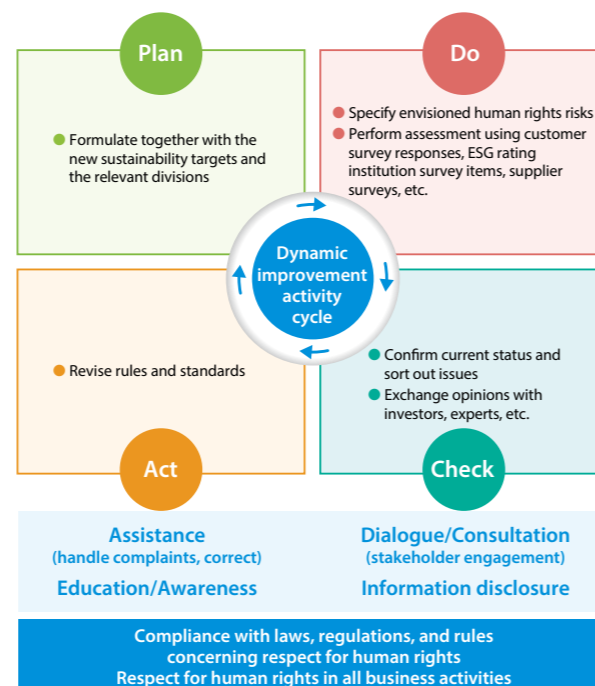 Plan
Do
● Formulate together with the
new sustainability targets and
the relevant divisions
● Specify envisioned human rights risks
● Perform assessment using customer
survey responses, ESG rating
institution survey items, supplier
surveys, etc.
Dynamic
improvement
activity
cycle
● Revise rules and standards
● Confirm current status and
sort out issues
● Exchange opinions with
investors, experts, etc.
Act
Check
Assistance
(handle complaints, correct)
Education/Awareness
Dialogue/Consultation
(stakeholder engagement)
Information disclosure
Compliance with laws, regulations, and rules
concerning respect for human rights
Respect for human rights in all business activities